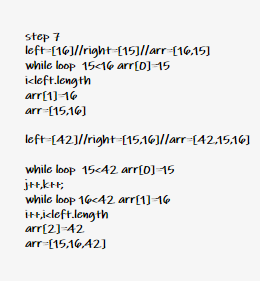 step 7
left=[16]//right=[15]//arr=[16,15]
while loop 15<16 arr[0]=15
i<left.length
arr[1]=16
arr=[15,16]
left=[42]//right=[15,16]//arr=[42,15,16]
while loop 15<42 arr[0]=15
j++,k++;
while loop 16<42 arr[1]=16
i++,i<left.length
arr[2]=42
arr=[15,16,42]